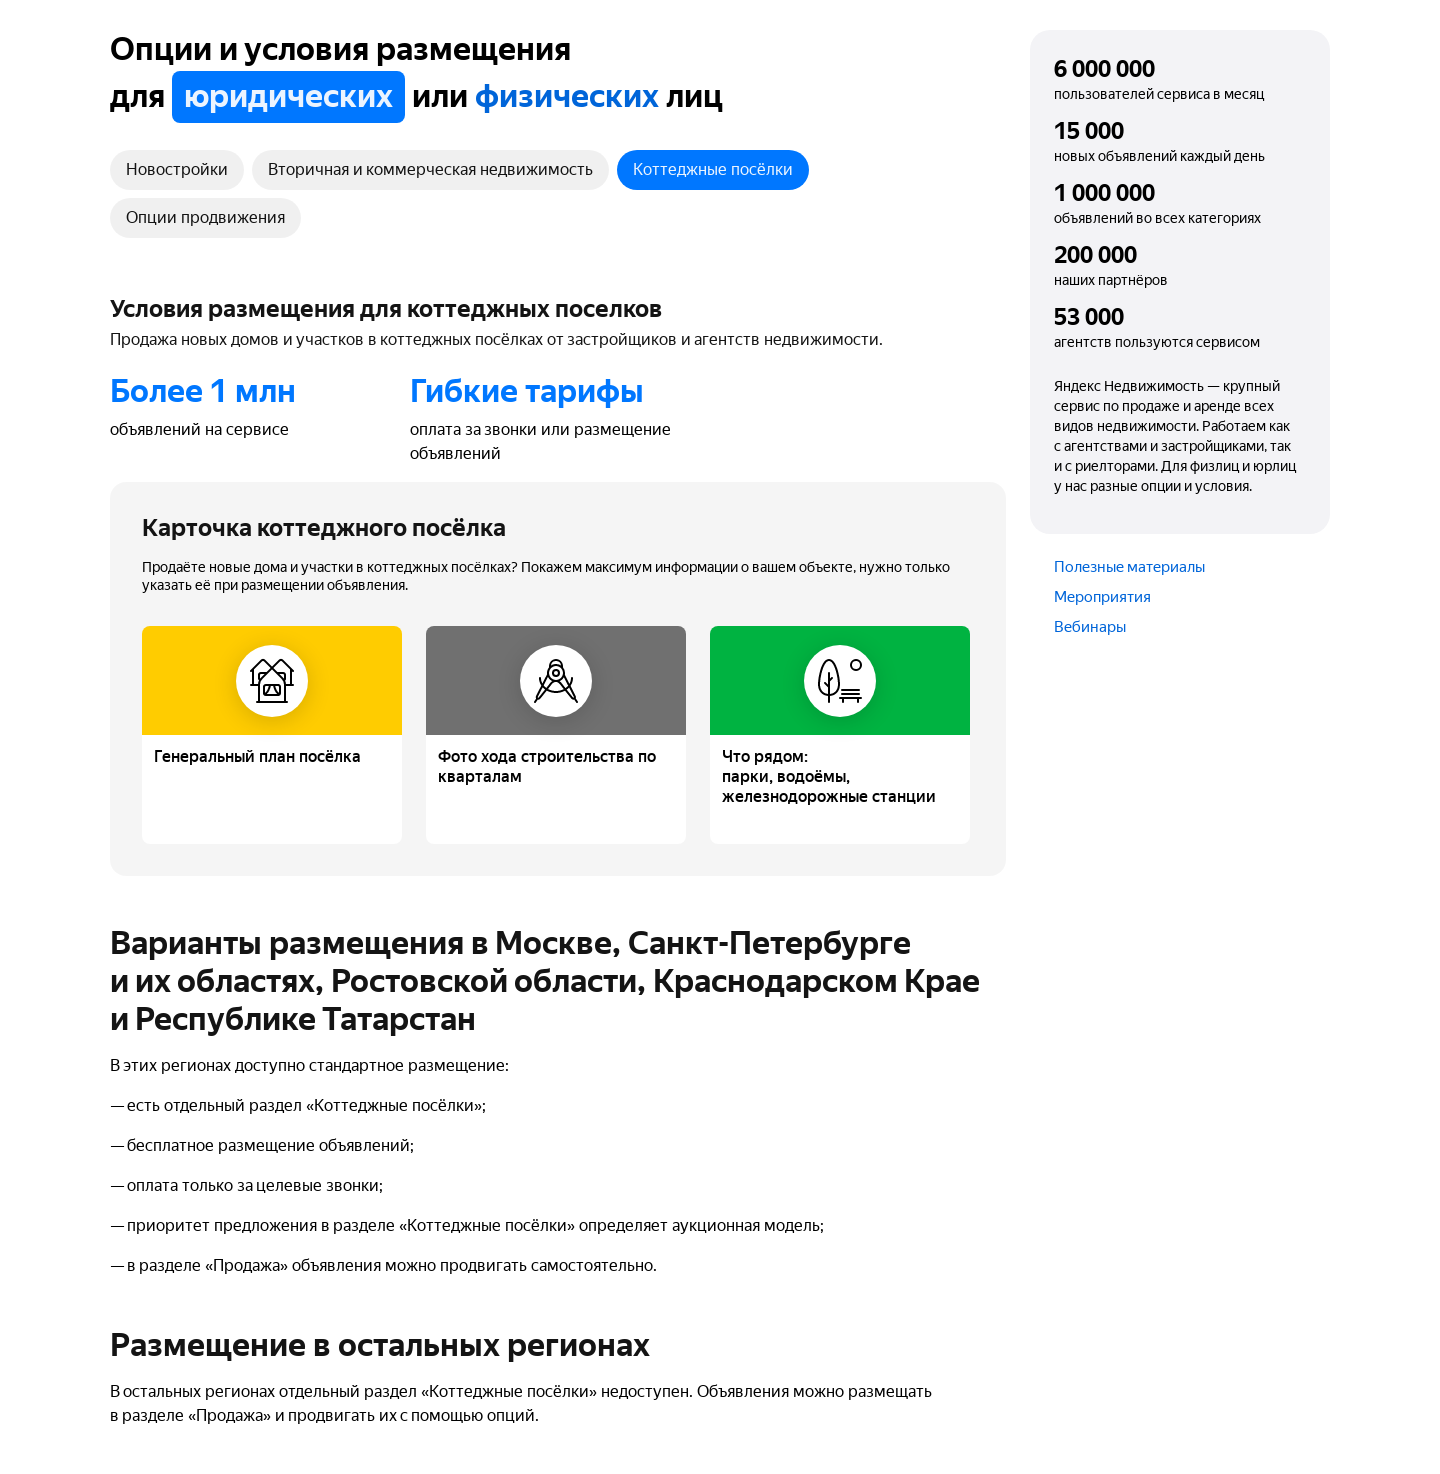 Опции и условия размещения
для юридических или физических лиц
Новостройки
Вторичная и коммерческая недвижимость
Коттеджные посёлки
Опции продвижения
Условия размещения для коттеджных поселков
Продажа новых домов и участков в коттеджных посёлках от застройщиков и агентств недвижимости.
Более 1 млн
объявлений на сервисе
Гибкие тарифы
оплата за звонки или размещение
объявлений
Карточка коттеджного посёлка
Продаёте новые дома и участки в коттеджных посёлках? Покажем максимум информации о вашем объекте, нужно только
указать её при размещении объявления.
Генеральный план посёлка
Фото хода строительства по
кварталам
Что рядом:
парки, водоёмы,
железнодорожные станции
Варианты размещения в Москве, Санкт-Петербурге
и их областях, Ростовской области, Краснодарском Крае
и Республике Татарстан
В этих регионах доступно стандартное размещение:
— есть отдельный раздел «Коттеджные посёлки»;
— бесплатное размещение объявлений;
— оплата только за целевые звонки;
— приоритет предложения в разделе «Коттеджные посёлки» определяет аукционная модель;
— в разделе «Продажа» объявления можно продвигать самостоятельно.
Размещение в остальных регионах
В остальных регионах отдельный раздел «Коттеджные посёлки» недоступен. Объявления можно размещать
в разделе «Продажа» и продвигать их с помощью опций.
6 000 000
пользователей сервиса в месяц
15 000
новых объявлений каждый день
1 000 000
объявлений во всех категориях
200 000
наших партнёров
53 000
агентств пользуются сервисом
Яндекс Недвижимость — крупный
сервис по продаже и аренде всех
видов недвижимости. Работаем как
с агентствами и застройщиками, так
и с риелторами. Для физлиц и юрлиц
у нас разные опции и условия.
Полезные материалы
Мероприятия
Вебинары